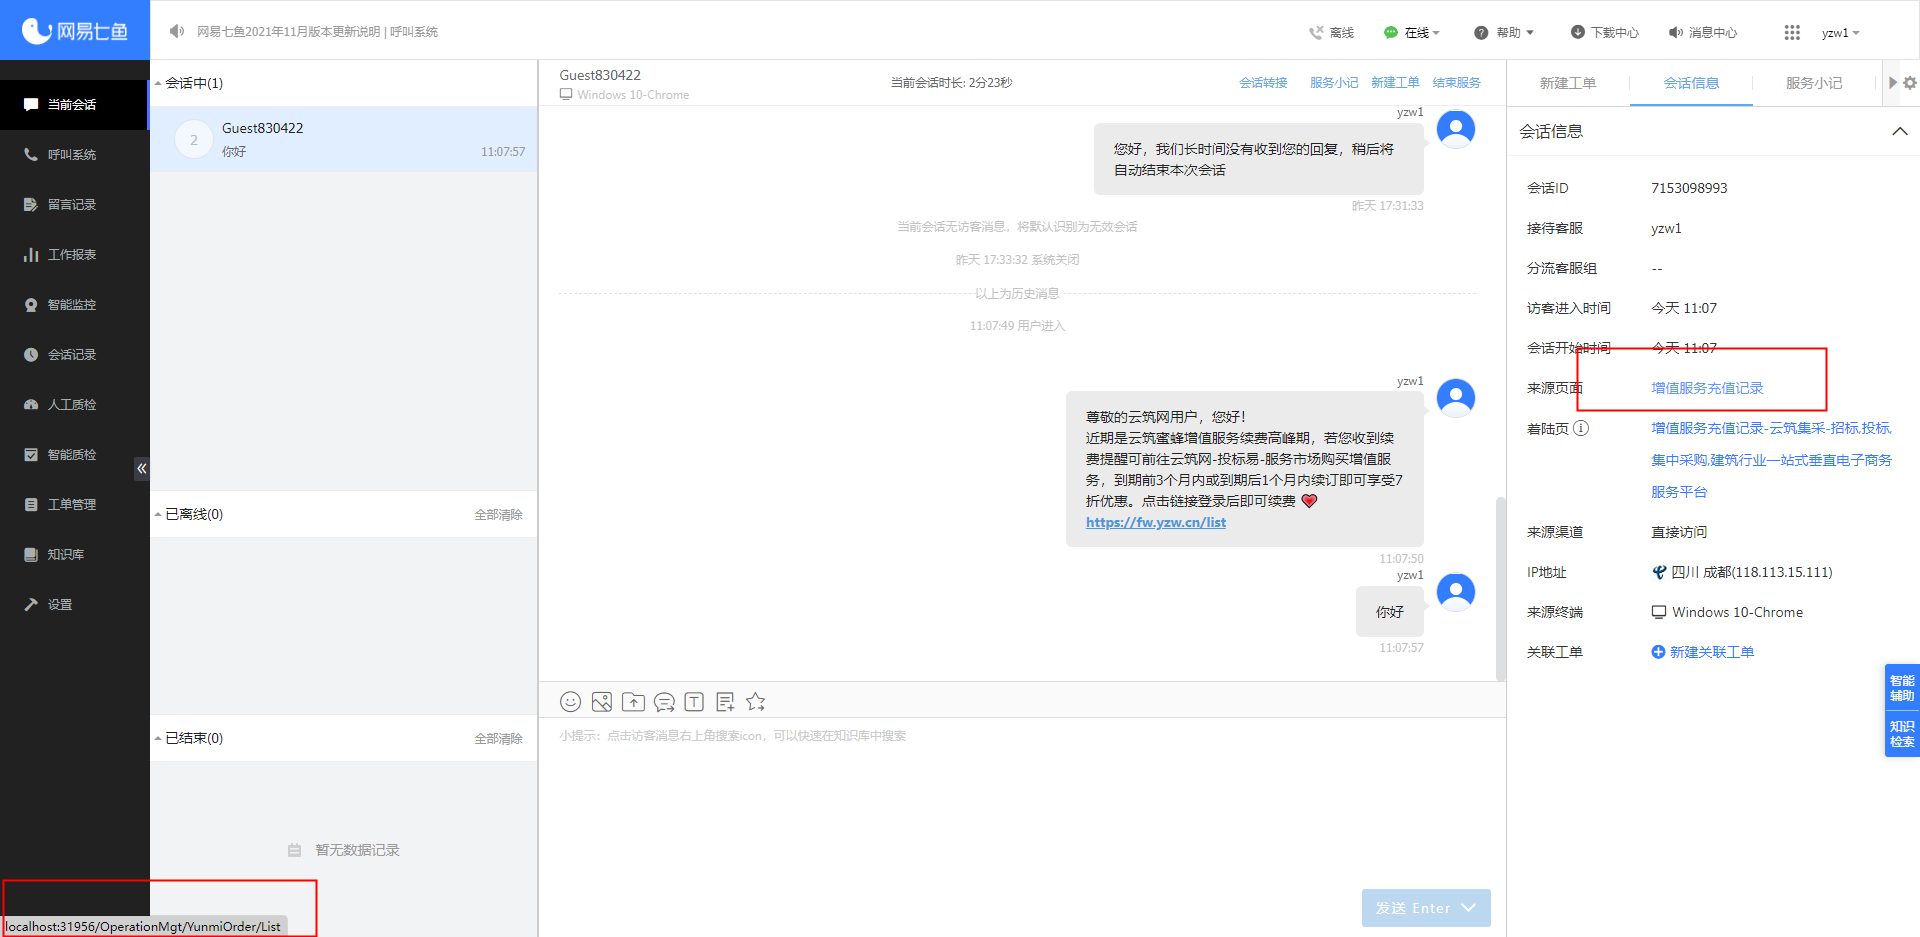 网易七鱼
网易七鱼2021年11月版本更新说明 | 呼叫系统
离线
在线
帮助
下载中心
消息中心
yzw1
当前会话
呼叫系统
留言记录
工作报表
智能监控
会话记录
人工质检
智能质检
工单管理
知识库
设置
会话中(1)
2
Guest830422
你好
11:07:57
已离线(0)
全部清除
已结束(0)
全部清除
暂无数据记录
localhost:31956/OperationMgt/YunmiOrder/List
Guest830422
Windows 10-Chrome
当前会话时长: 2分23秒
会话转接
服务小记
新建工单
结束服务
yzw1
您好，我们长时间没有收到您的回复，稍后将
自动结束本次会话
昨天 17:31:33
当前会话无访客消息，将默认识别为无效会话
昨天 17:33:32 系统关闭
以上为历史消息
11:07:49 用户进入
yzw1
尊敬的云筑网用户，您好！
近期是云筑蜜蜂增值服务续费高峰期，若您收到续
费提醒可前往云筑网-投标易-服务市场购买增值服
务，到期前3个月内或到期后1个月内续订即可享受7
折优惠。点击链接登录后即可续费 💗
https://fw.yzw.cn/list
11:07:50
yzw1
你好
11:07:57
小提示：点击访客消息右上角搜索icon，可以快速在知识库中搜索
发送 Enter
新建工单
会话信息
服务小记
会话信息
会话ID 7153098993
接待客服 yzw1
分流客服组 --
访客进入时间 今天 11:07
会话开始时间 今天 11:07
来源页面 增值服务充值记录
着陆页 增值服务充值记录-云筑集采-招标,投标,
集中采购,建筑行业一站式垂直电子商务
服务平台
来源渠道 直接访问
IP地址 四川 成都(118.113.15.111)
来源终端 Windows 10-Chrome
关联工单 新建关联工单
智能
辅助
知识
检索